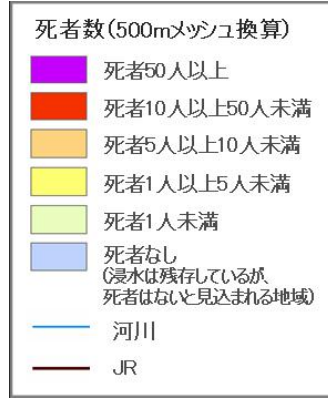 死者数(500mメッシュ換算)
死者50人以上
死者10人以上50人未満
死者5人以上10人未満
死者1人以上5人未満
死者1人未満
死者なし
(浸水は残存しているが、
死者はないと見込まれる地域)
河川
JR